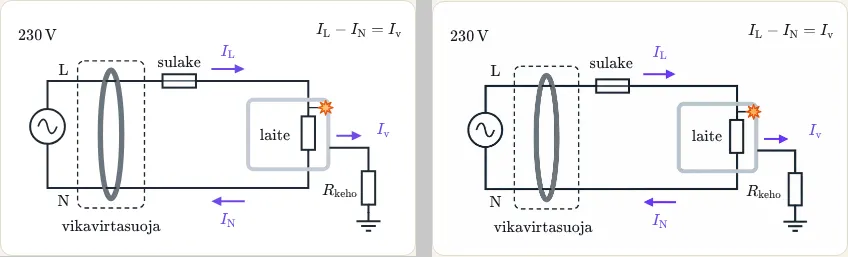 230 V
I_L − I_N = I_v
L
sulake
I_L
laite
I_v
N
R_keho
I_N
vikavirtasuoja
230 V
I_L − I_N = I_v
L
sulake
I_L
laite
I_v
N
R_keho
I_N
vikavirtasuoja